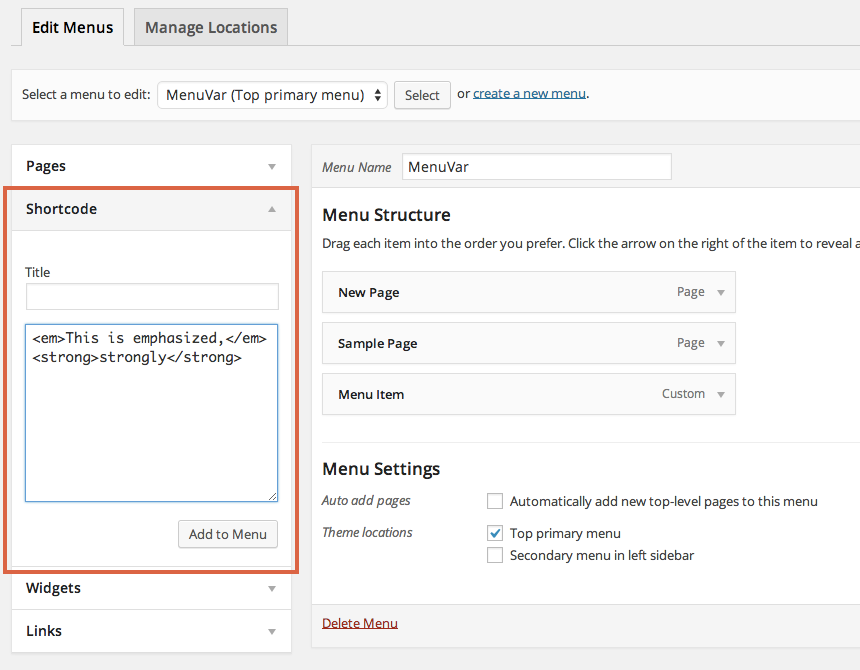 Edit Menus
Manage Locations
Select a menu to edit: MenuVar (Top primary menu) Select or create a new menu.
Pages
Shortcode
Title
<em>This is emphasized,</em>
<strong>strongly</strong>
Add to Menu
Widgets
Links
Menu Name MenuVar
Menu Structure
Drag each item into the order you prefer. Click the arrow on the right of the item to reveal a
New Page Page
Sample Page Page
Menu Item Custom
Menu Settings
Auto add pages Automatically add new top-level pages to this menu
Theme locations Top primary menu
Secondary menu in left sidebar
Delete Menu